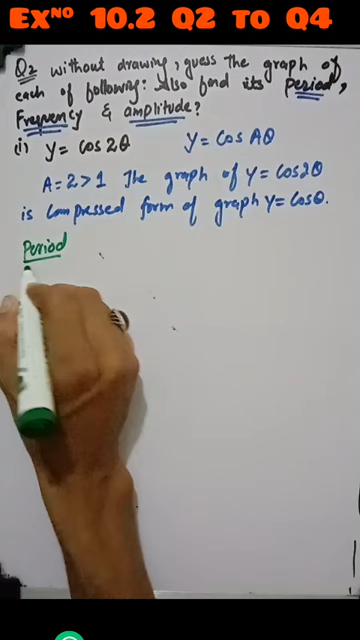 Ex^No 10.2 Q2 TO Q4
Q2 without drawing, guess the graph of
each of following: Also find its period,
Frequency & amplitude?
(i) y = cos 2θ Y = Cos Aθ
A = 2 > 1 The graph of y = cos2θ
is compressed form of graph y = cosθ.
Period